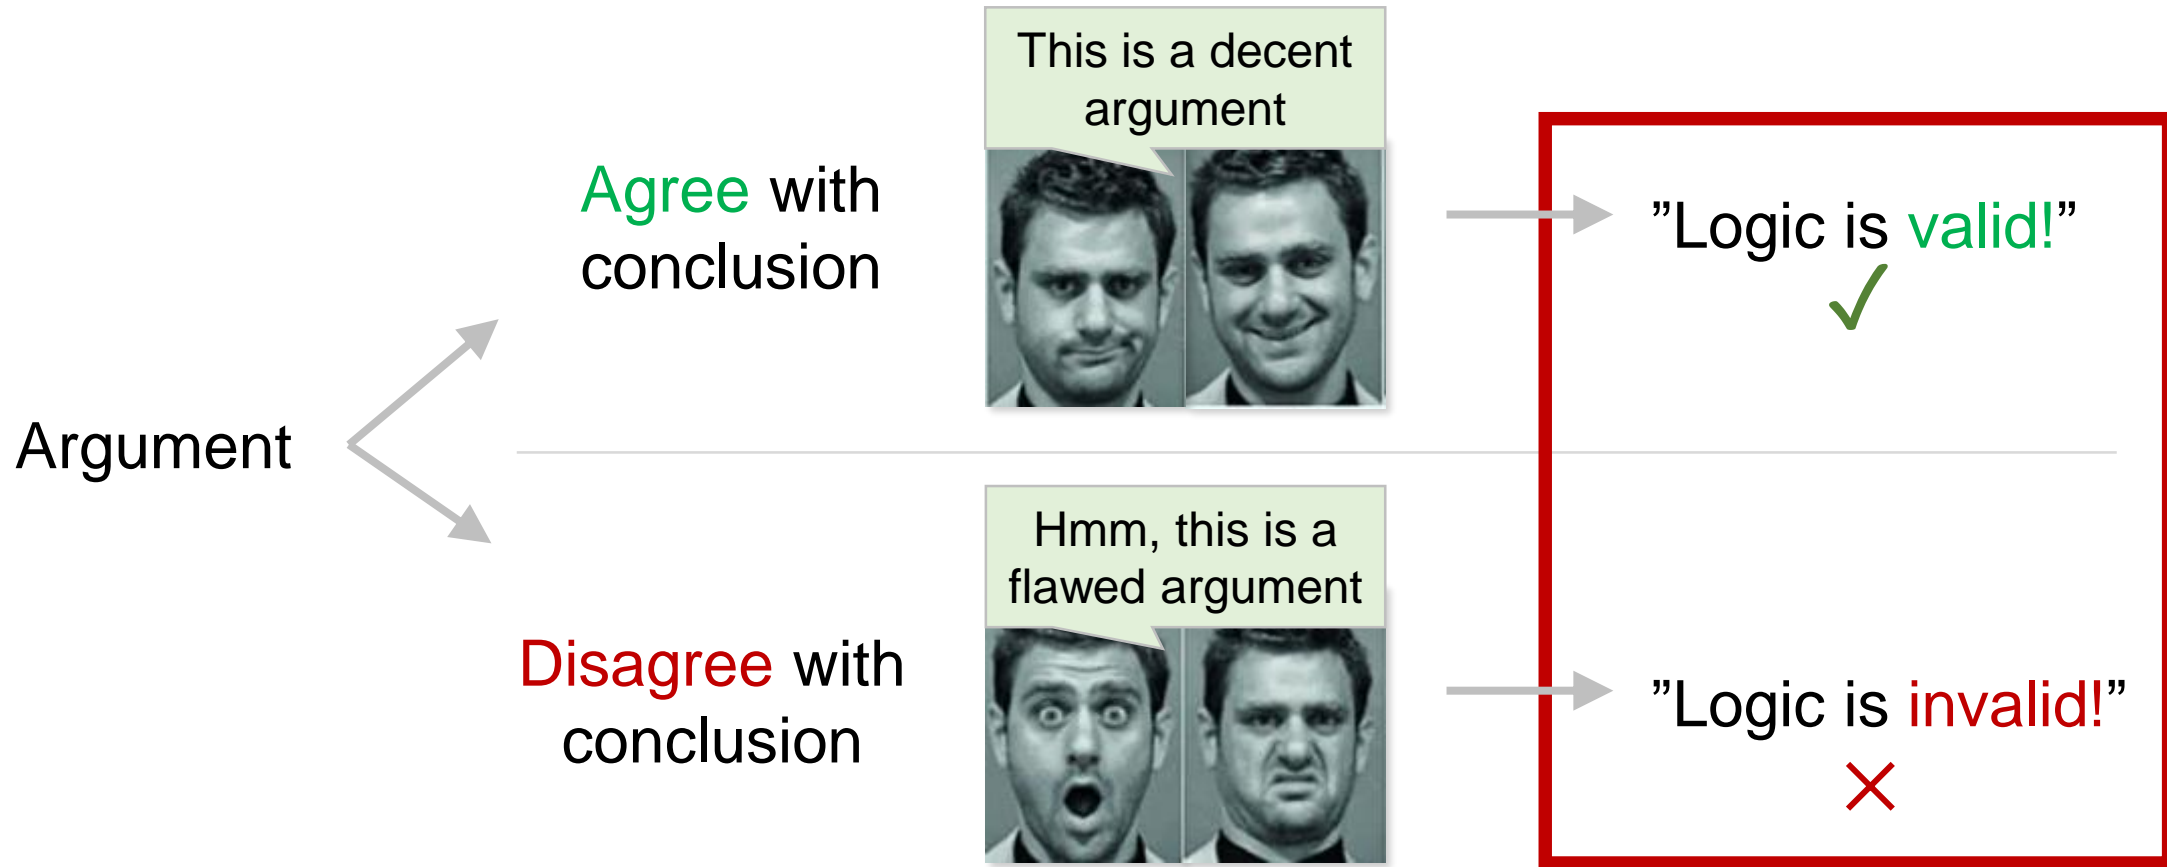 This is a decent
argument
Agree with
conclusion
”Logic is valid!”
Argument
Hmm, this is a
flawed argument
Disagree with
conclusion
”Logic is invalid!”